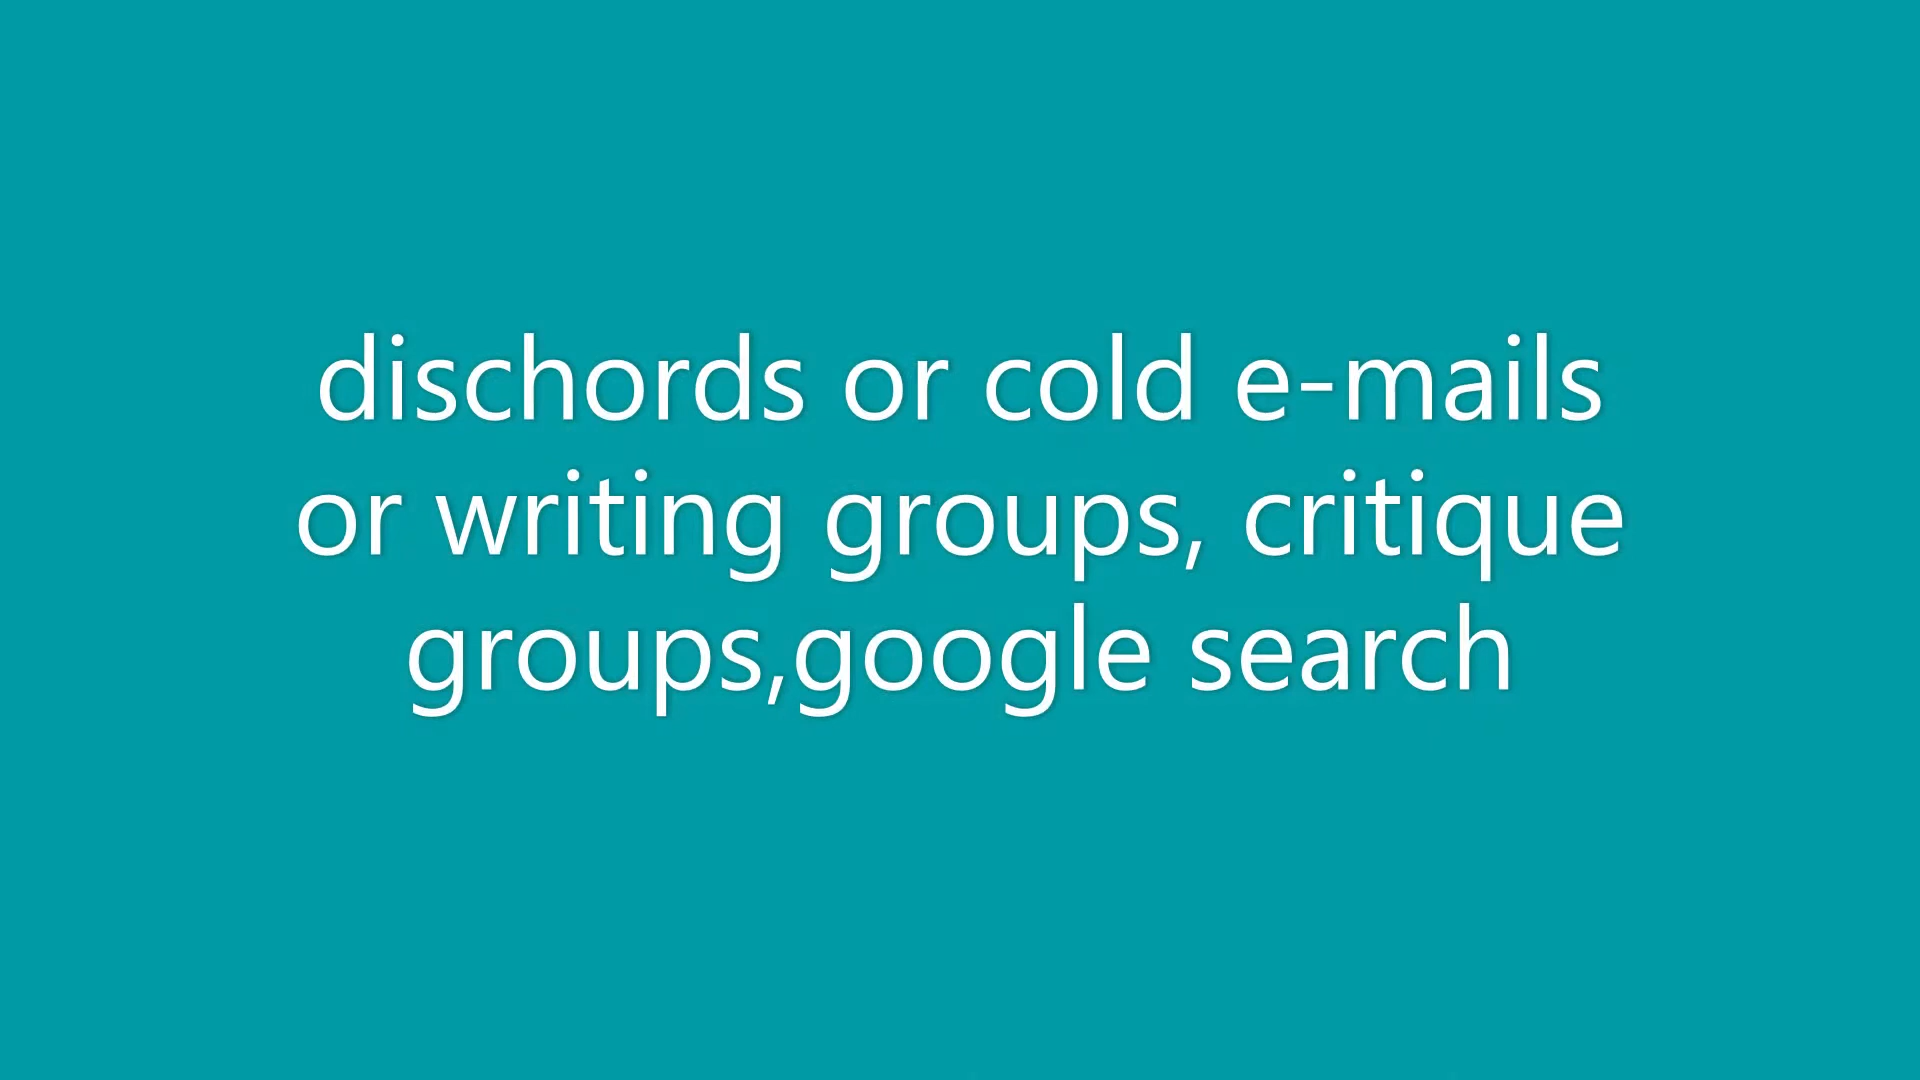 dischords or cold e-mails
or writing groups, critique
groups,google search